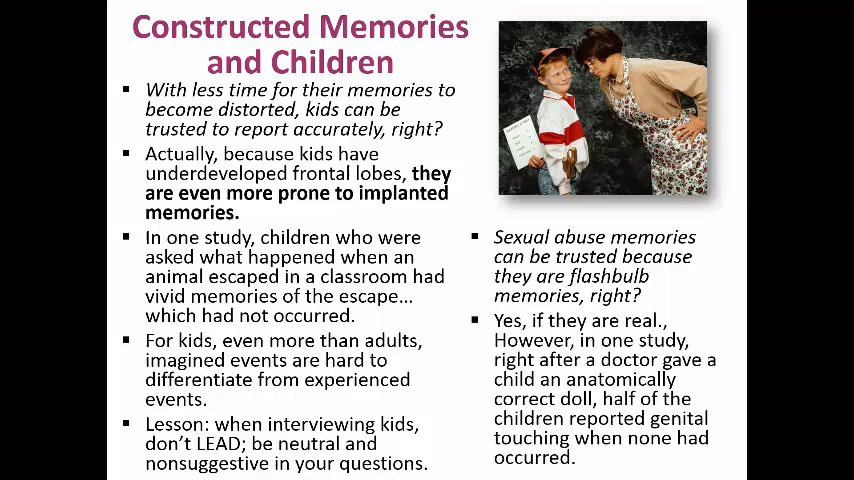 Constructed Memories
and Children
▪ With less time for their memories to
become distorted, kids can be
trusted to report accurately, right?
▪ Actually, because kids have
underdeveloped frontal lobes, they
are even more prone to implanted
memories.
▪ In one study, children who were
asked what happened when an
animal escaped in a classroom had
vivid memories of the escape…
which had not occurred.
▪ For kids, even more than adults,
imagined events are hard to
differentiate from experienced
events.
▪ Lesson: when interviewing kids,
don’t LEAD; be neutral and
nonsuggestive in your questions.
▪ Sexual abuse memories
can be trusted because
they are flashbulb
memories, right?
▪ Yes, if they are real.,
However, in one study,
right after a doctor gave a
child an anatomically
correct doll, half of the
children reported genital
touching when none had
occurred.